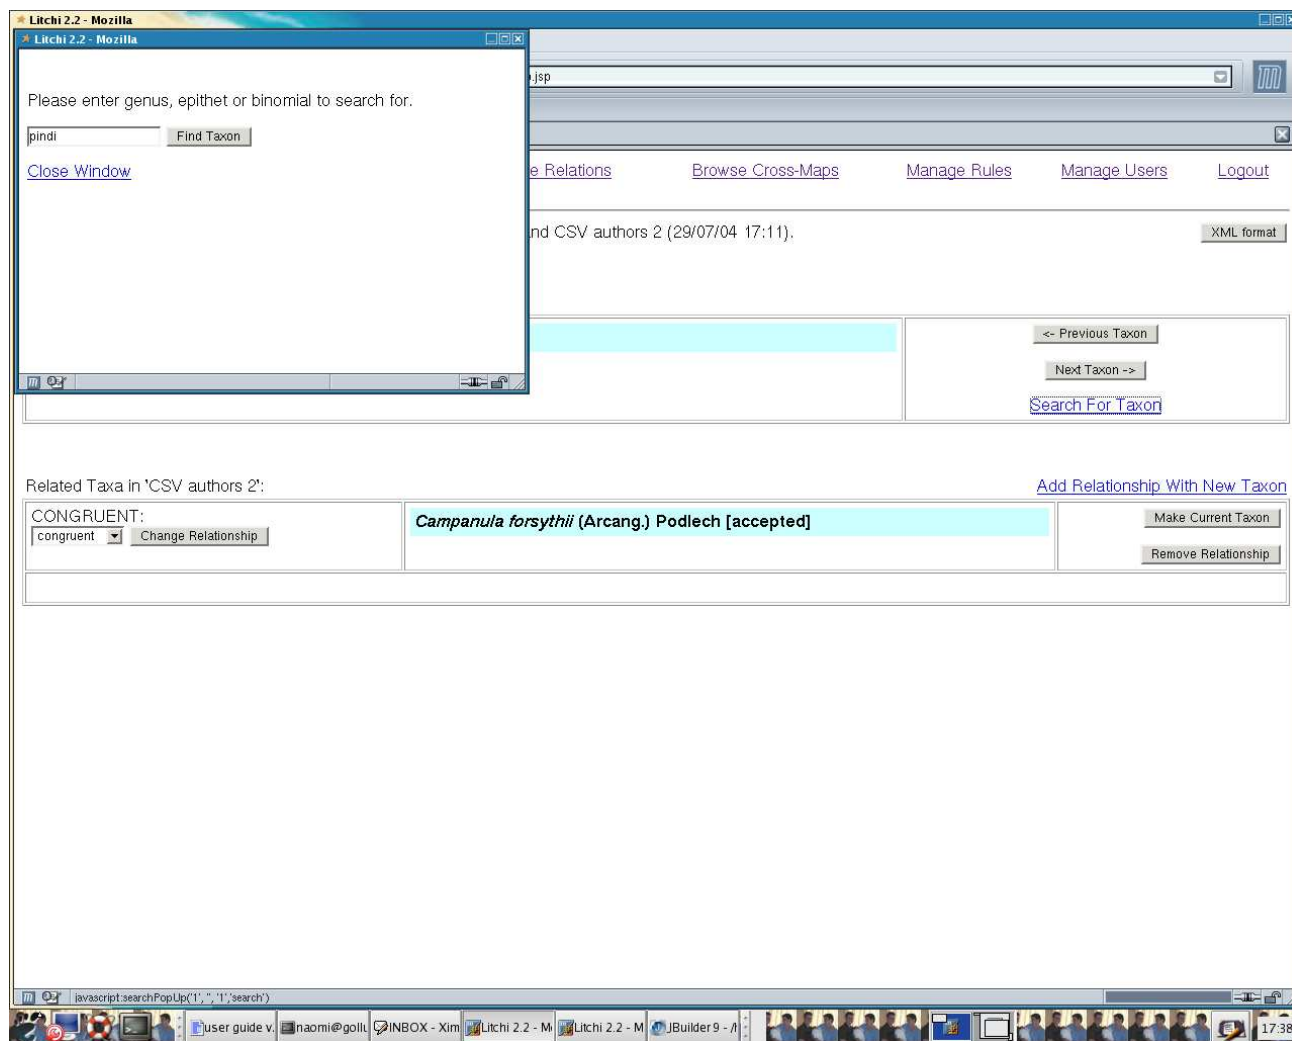 Litchi 2.2 - Mozilla
Litchi 2.2 - Mozilla
.jsp
Please enter genus, epithet or binomial to search for.
pindi Find Taxon
Close Window
e Relations Browse Cross-Maps Manage Rules Manage Users Logout
nd CSV authors 2 (29/07/04 17:11). XML format
<- Previous Taxon
Next Taxon ->
Search For Taxon
Related Taxa in 'CSV authors 2': Add Relationship With New Taxon
CONGRUENT:
congruent Change Relationship
Campanula forsythii (Arcang.) Podlech [accepted]
Make Current Taxon
Remove Relationship
javascript:searchPopUp('1', '', '1','search')
user guide v. naomi@gollu INBOX - Xim Litchi 2.2 - M Litchi 2.2 - M JBuilder 9 - /h 17:38